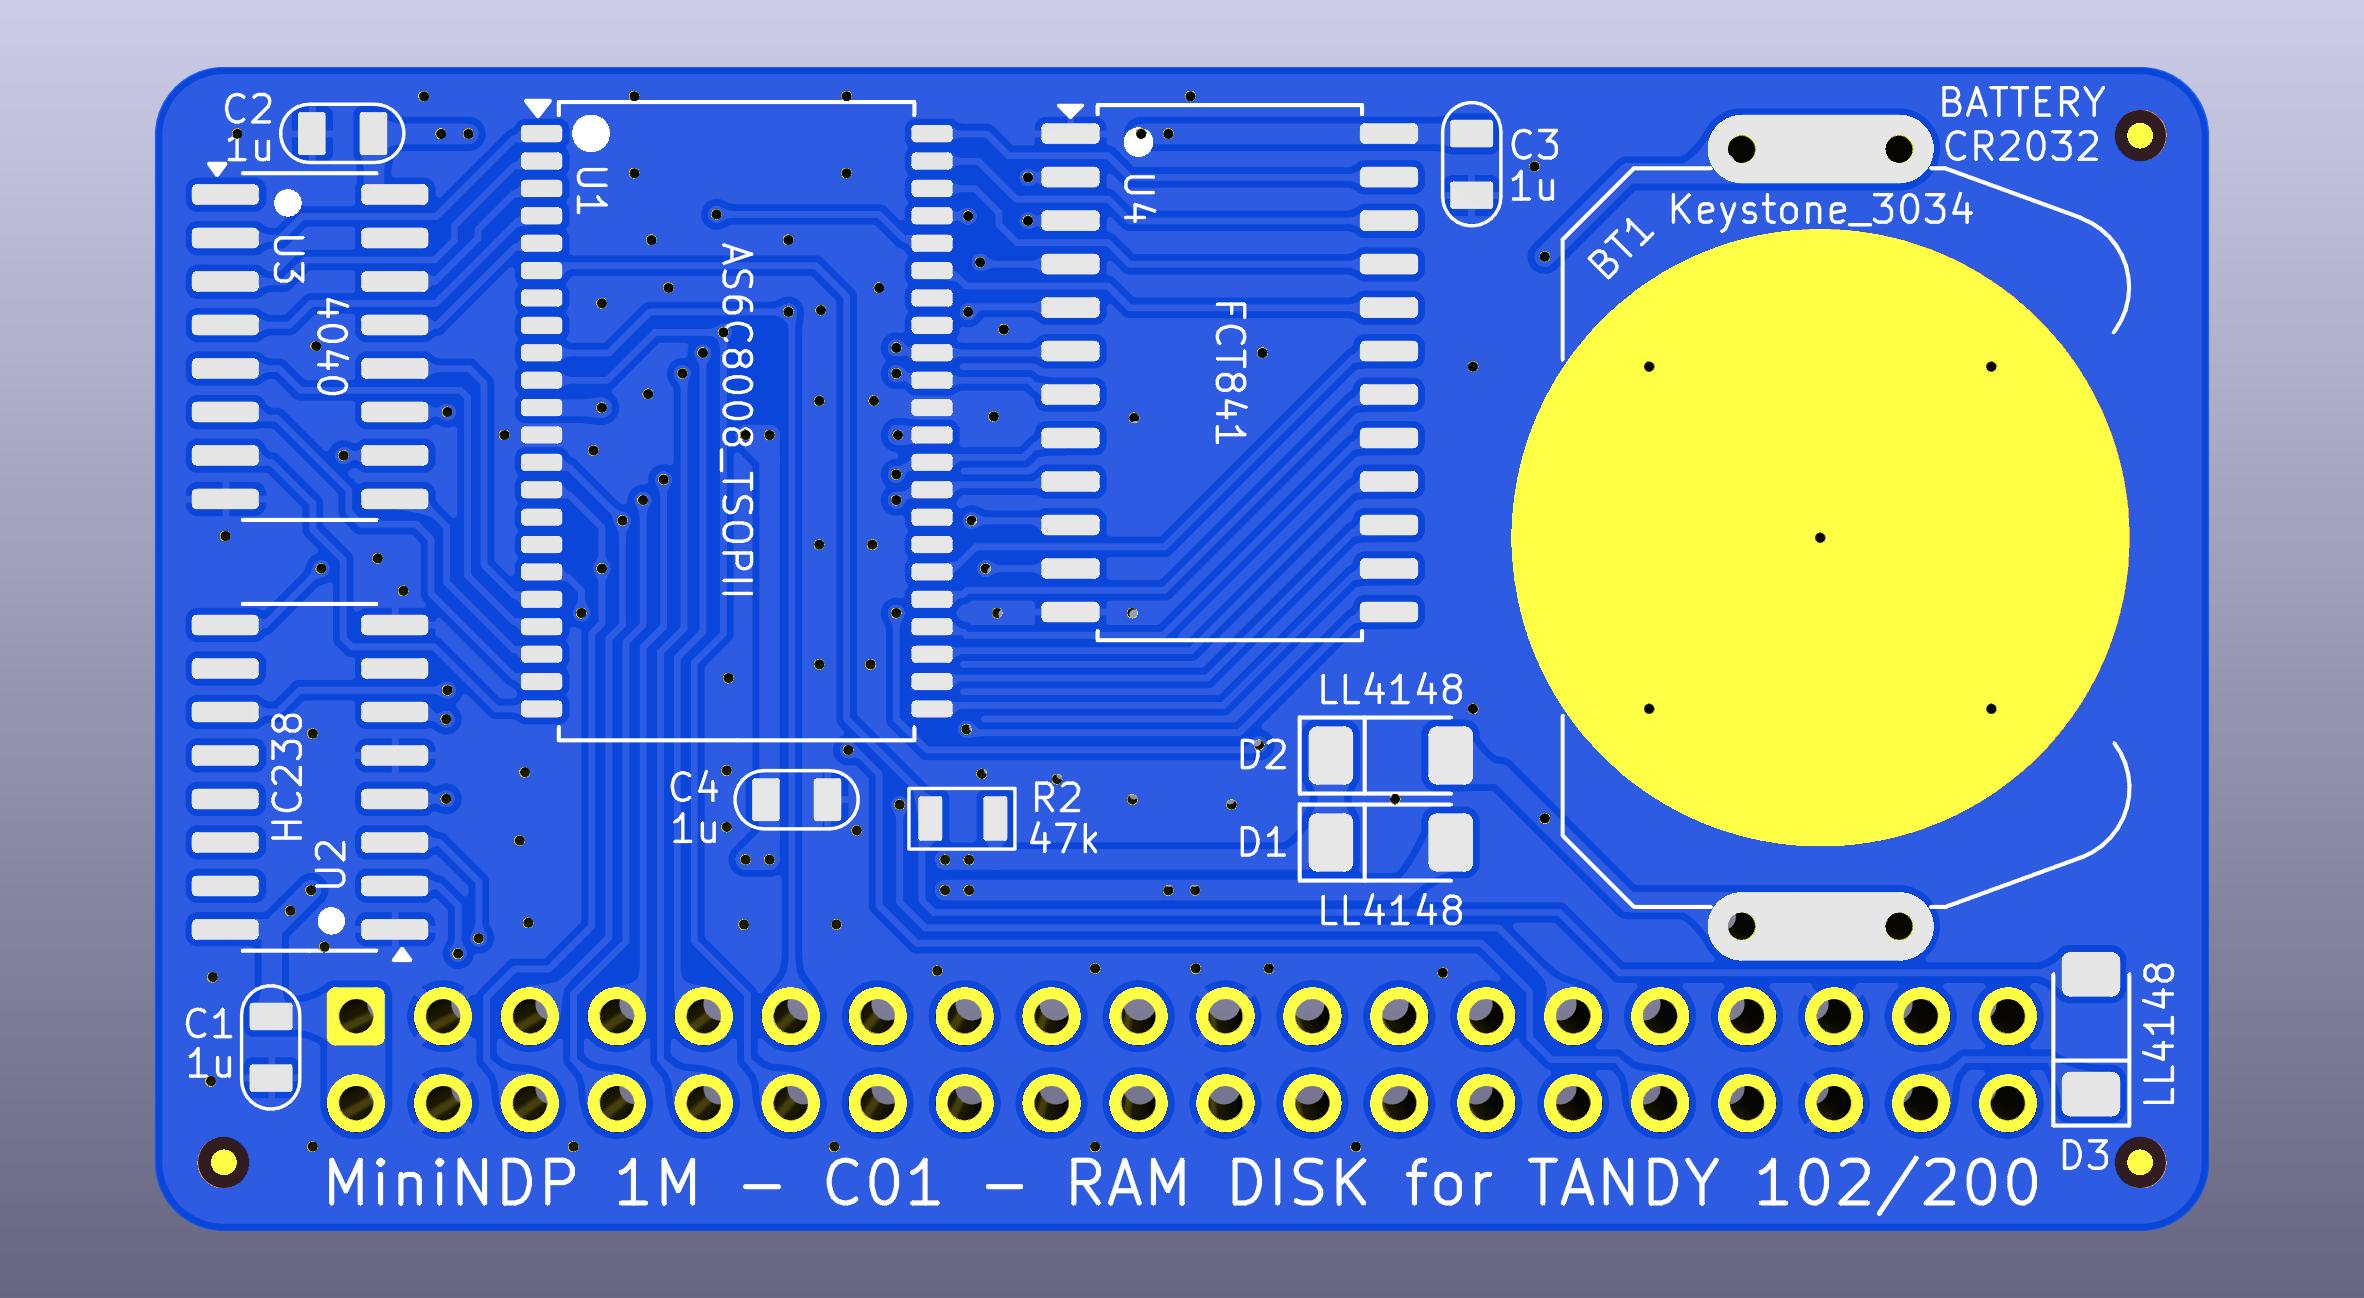 C2
1u
U3
4040
U1
AS6C8008_TSOPII
U4
FCT841
C3
1u
BATTERY
CR2032
Keystone_3034
BT1
HC238
U2
C4
1u
R2
47k
LL4148
D2
D1
LL4148
C1
1u
LL4148
D3
MiniNDP 1M – C01 – RAM DISK for TANDY 102/200